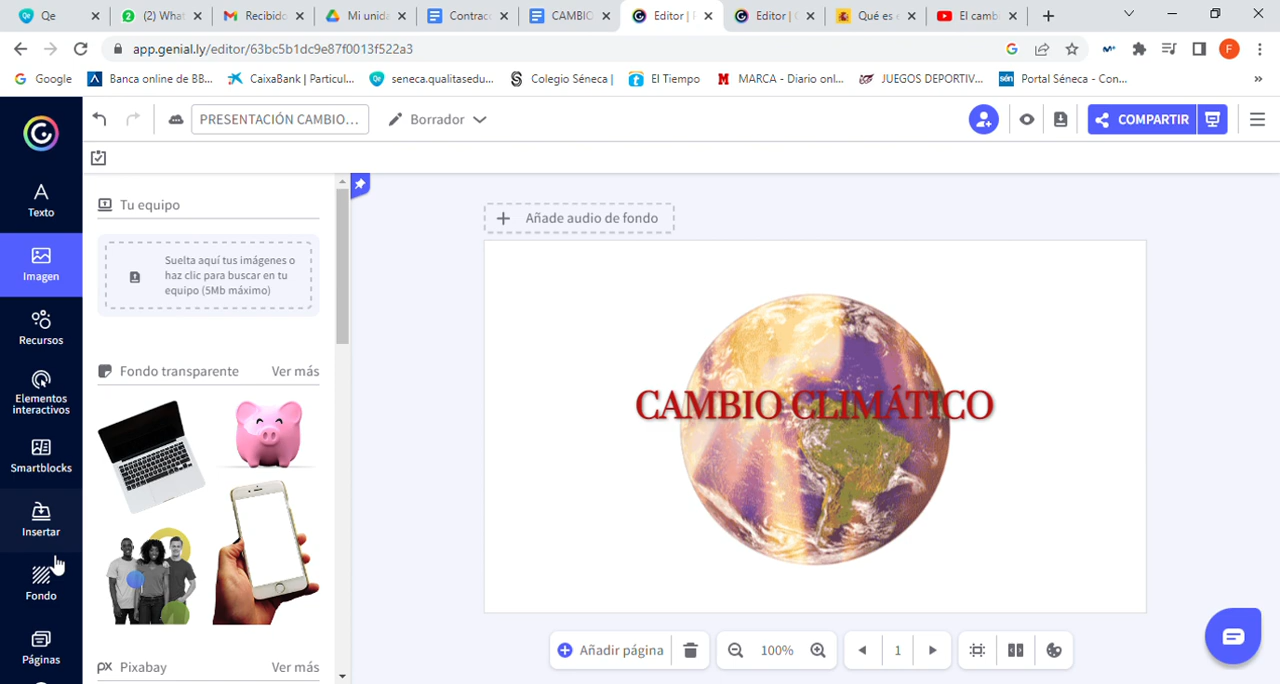 Qe
(2) What
Recibido
Mi unida
Contrac
CAMBIO
Editor | F
Editor | C
Qué es e
El camb
app.genial.ly/editor/63bc5b1dc9e87f0013f522a3
F
Google
Banca online de BB...
CaixaBank | Particul...
seneca.qualitasedu...
Colegio Séneca |
El Tiempo
MARCA - Diario onl...
JUEGOS DEPORTIV...
Portal Séneca - Con...
PRESENTACIÓN CAMBIO...
Borrador
COMPARTIR
Texto
Imagen
Recursos
Elementos
interactivos
Smartblocks
Insertar
Fondo
Páginas
Tu equipo
Suelta aquí tus imágenes o
haz clic para buscar en tu
equipo (5Mb máximo)
Fondo transparente
Ver más
px Pixabay
Ver más
Añade audio de fondo
CAMBIO CLIMÁTICO
Añadir página
100%
1